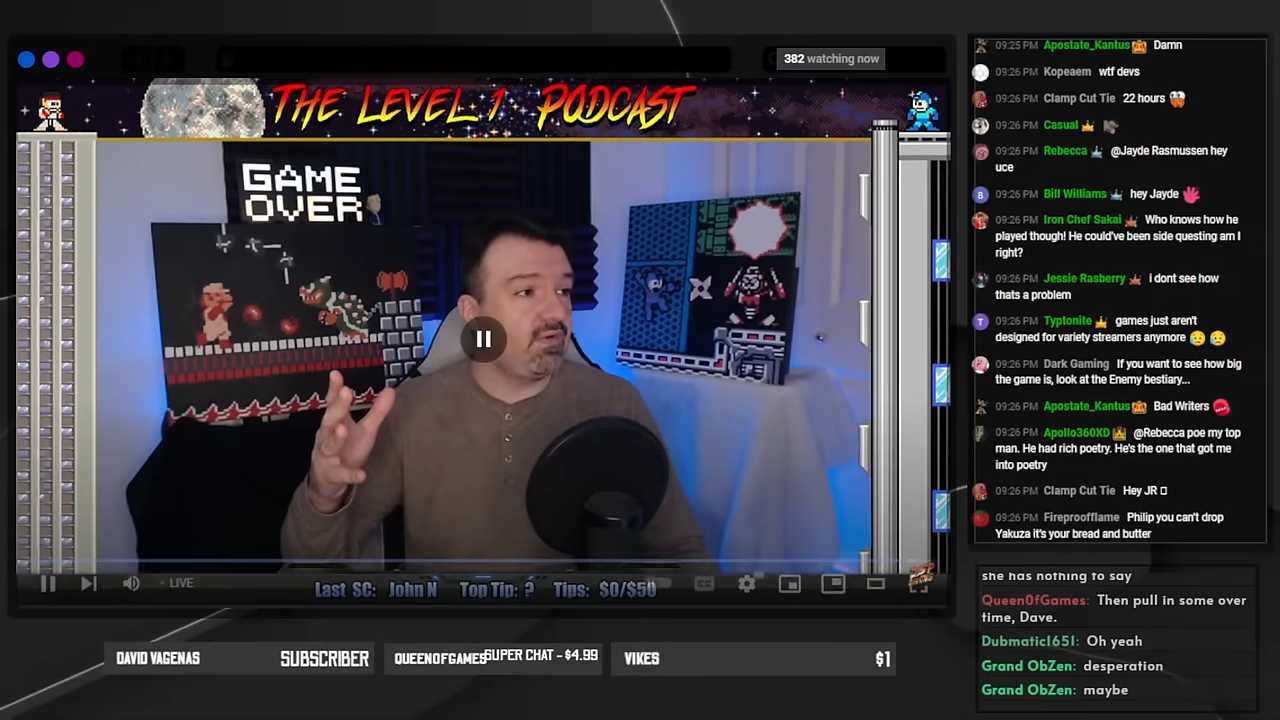 382 watching now
THE LEVEL 1 PODCAST
GAME
OVER
LIVE
CC
Last SC: John N Top Tip: ? Tips: $0/$50
09:25 PM Apostate_Kantus Damn
09:26 PM Kopeaem wtf devs
09:26 PM Clamp Cut Tie 22 hours
09:26 PM Casual
09:26 PM Rebecca @Jayde Rasmussen hey
uce
B
09:26 PM Bill Williams hey Jayde
09:26 PM Iron Chef Sakai Who knows how he
played though! He could've been side questing am I
right?
09:26 PM Jessie Rasberry i dont see how
thats a problem
T
09:26 PM Typtonite games just aren't
designed for variety streamers anymore
09:26 PM Dark Gaming If you want to see how big
the game is, look at the Enemy bestiary...
09:26 PM Apostate_Kantus Bad Writers
09:26 PM Apollo360XD @Rebecca poe my top
man. He had rich poetry. He's the one that got me
into poetry
09:26 PM Clamp Cut Tie Hey JR
09:26 PM Fireproofflame Philip you can't drop
Yakuza it's your bread and butter
she has nothing to say
Queen0fGames: Then pull in some over
time, Dave.
Dubmatic1651: Oh yeah
Grand ObZen: desperation
Grand ObZen: maybe
DAVID VAGENAS SUBSCRIBER
QUEENOFGAMES SUPER CHAT - $4.99
VIKES $1